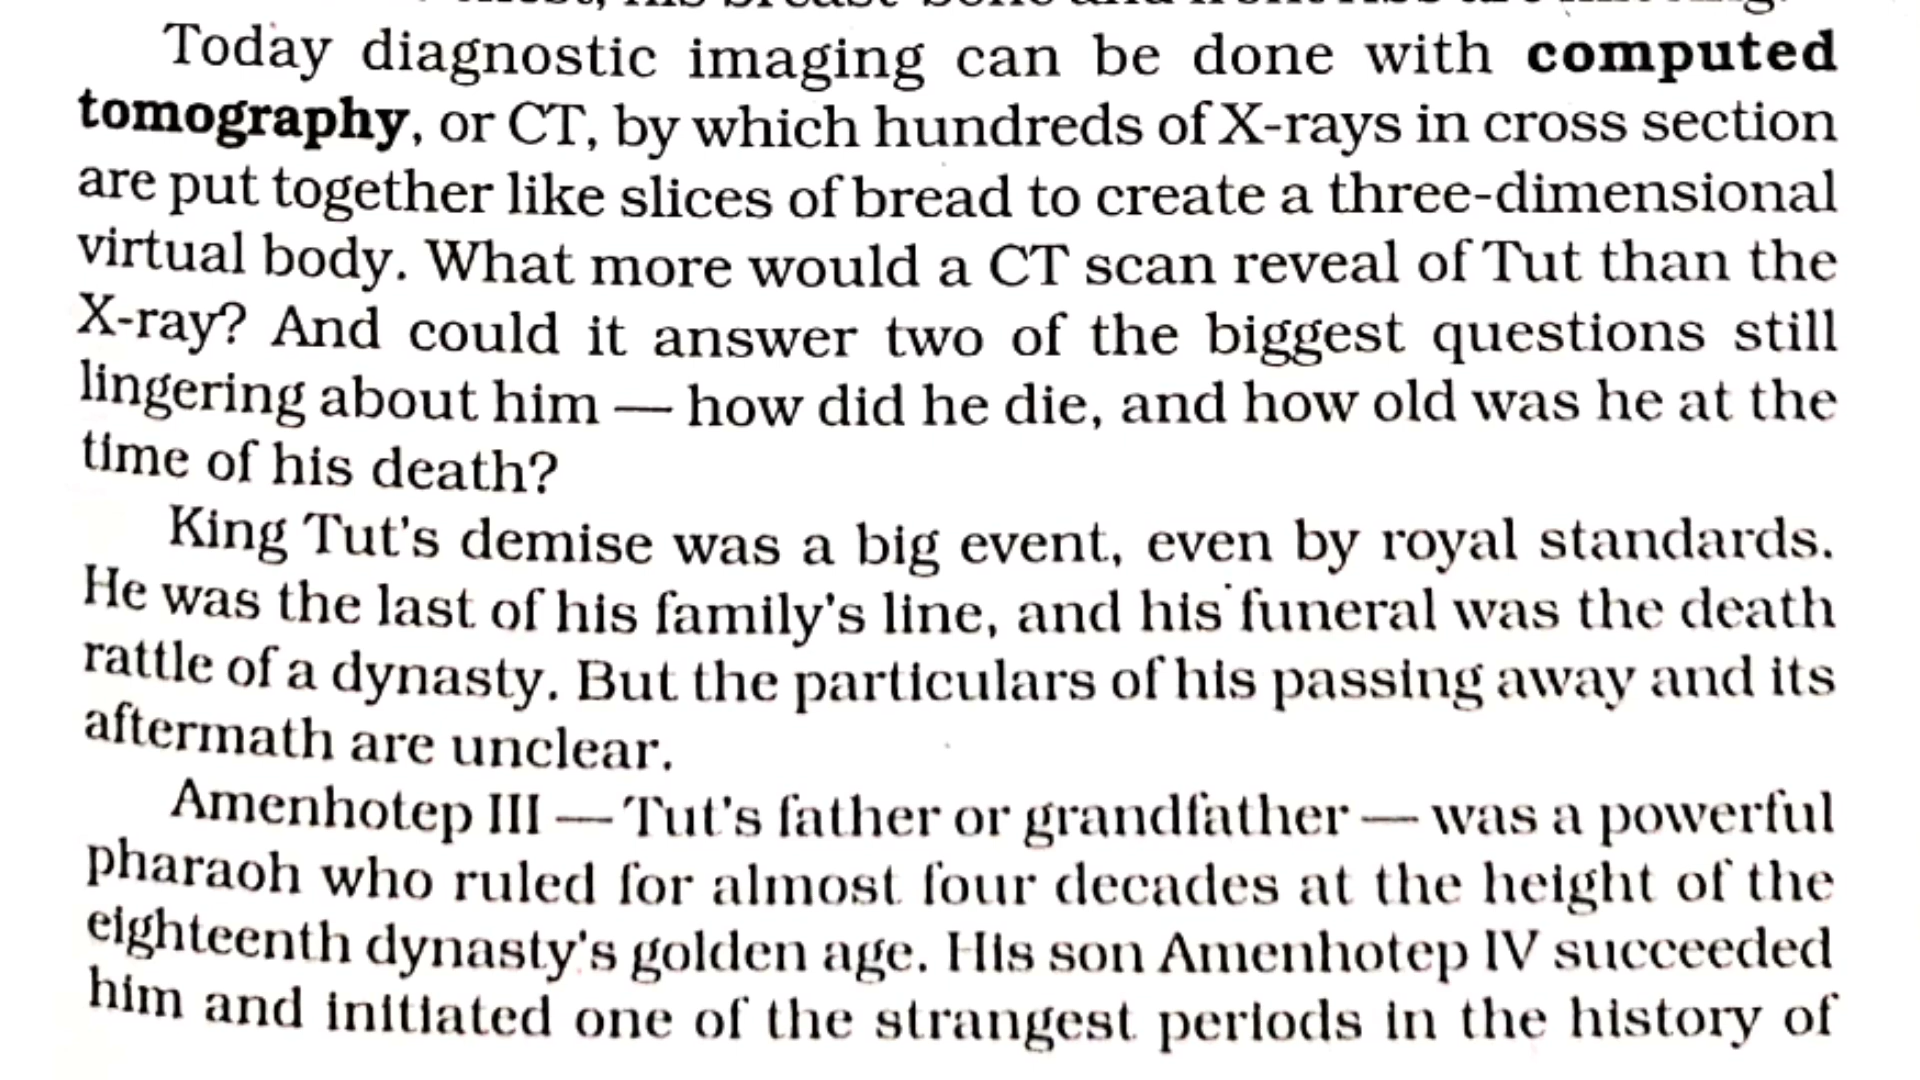 Today diagnostic imaging can be done with computed
tomography, or CT, by which hundreds of X-rays in cross section
are put together like slices of bread to create a three-dimensional
virtual body. What more would a CT scan reveal of Tut than the
X-ray? And could it answer two of the biggest questions still
lingering about him — how did he die, and how old was he at the
time of his death?
King Tut's demise was a big event, even by royal standards.
He was the last of his family's line, and his funeral was the death
rattle of a dynasty. But the particulars of his passing away and its
aftermath are unclear.
Amenhotep III — Tut's father or grandfather — was a powerful
pharaoh who ruled for almost four decades at the height of the
eighteenth dynasty's golden age. His son Amenhotep IV succeeded
him and initiated one of the strangest periods in the history of